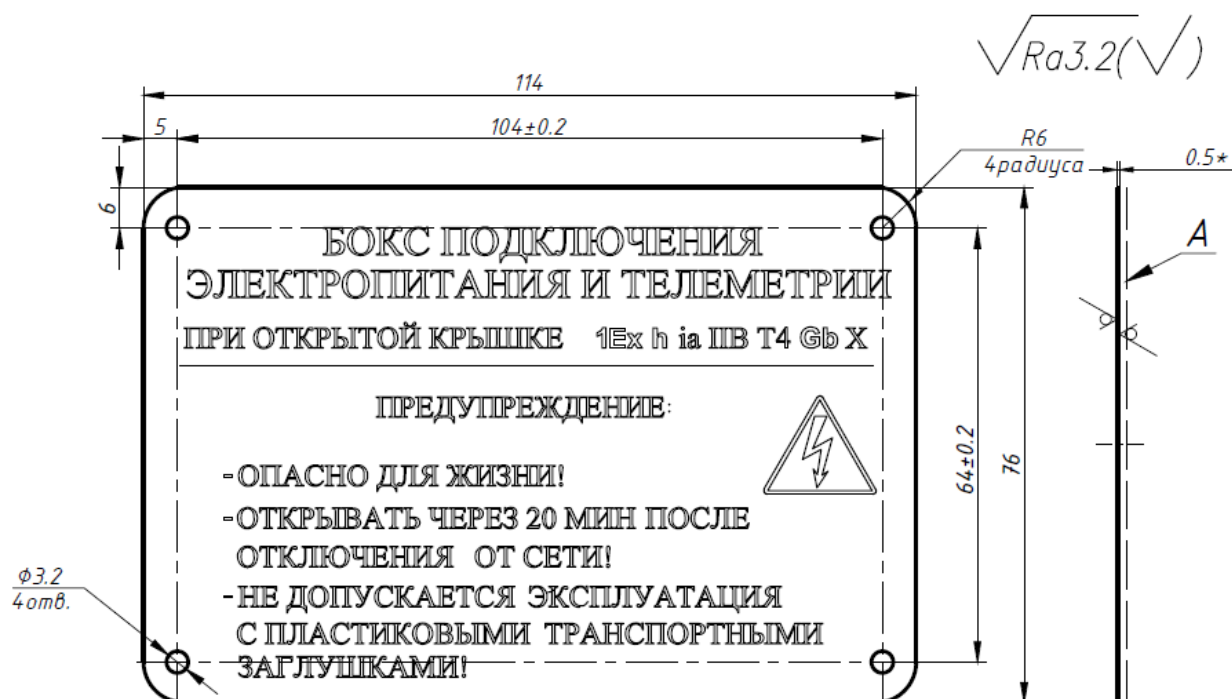 √Ra3.2(√)
114
5
104±0.2
R6
4радиуса
0.5*
6
А
БОКС ПОДКЛЮЧЕНИЯ
ЭЛЕКТРОПИТАНИЯ И ТЕЛЕМЕТРИИ
ПРИ ОТКРЫТОЙ КРЫШКЕ 1Ex h ia IIB T4 Gb X
ПРЕДУПРЕЖДЕНИЕ:
-ОПАСНО ДЛЯ ЖИЗНИ!
-ОТКРЫВАТЬ ЧЕРЕЗ 20 МИН ПОСЛЕ
ОТКЛЮЧЕНИЯ ОТ СЕТИ!
-НЕ ДОПУСКАЕТСЯ ЭКСПЛУАТАЦИЯ
С ПЛАСТИКОВЫМИ ТРАНСПОРТНЫМИ
ЗАГЛУШКАМИ!
64±0.2
76
Ф3.2
4отв.